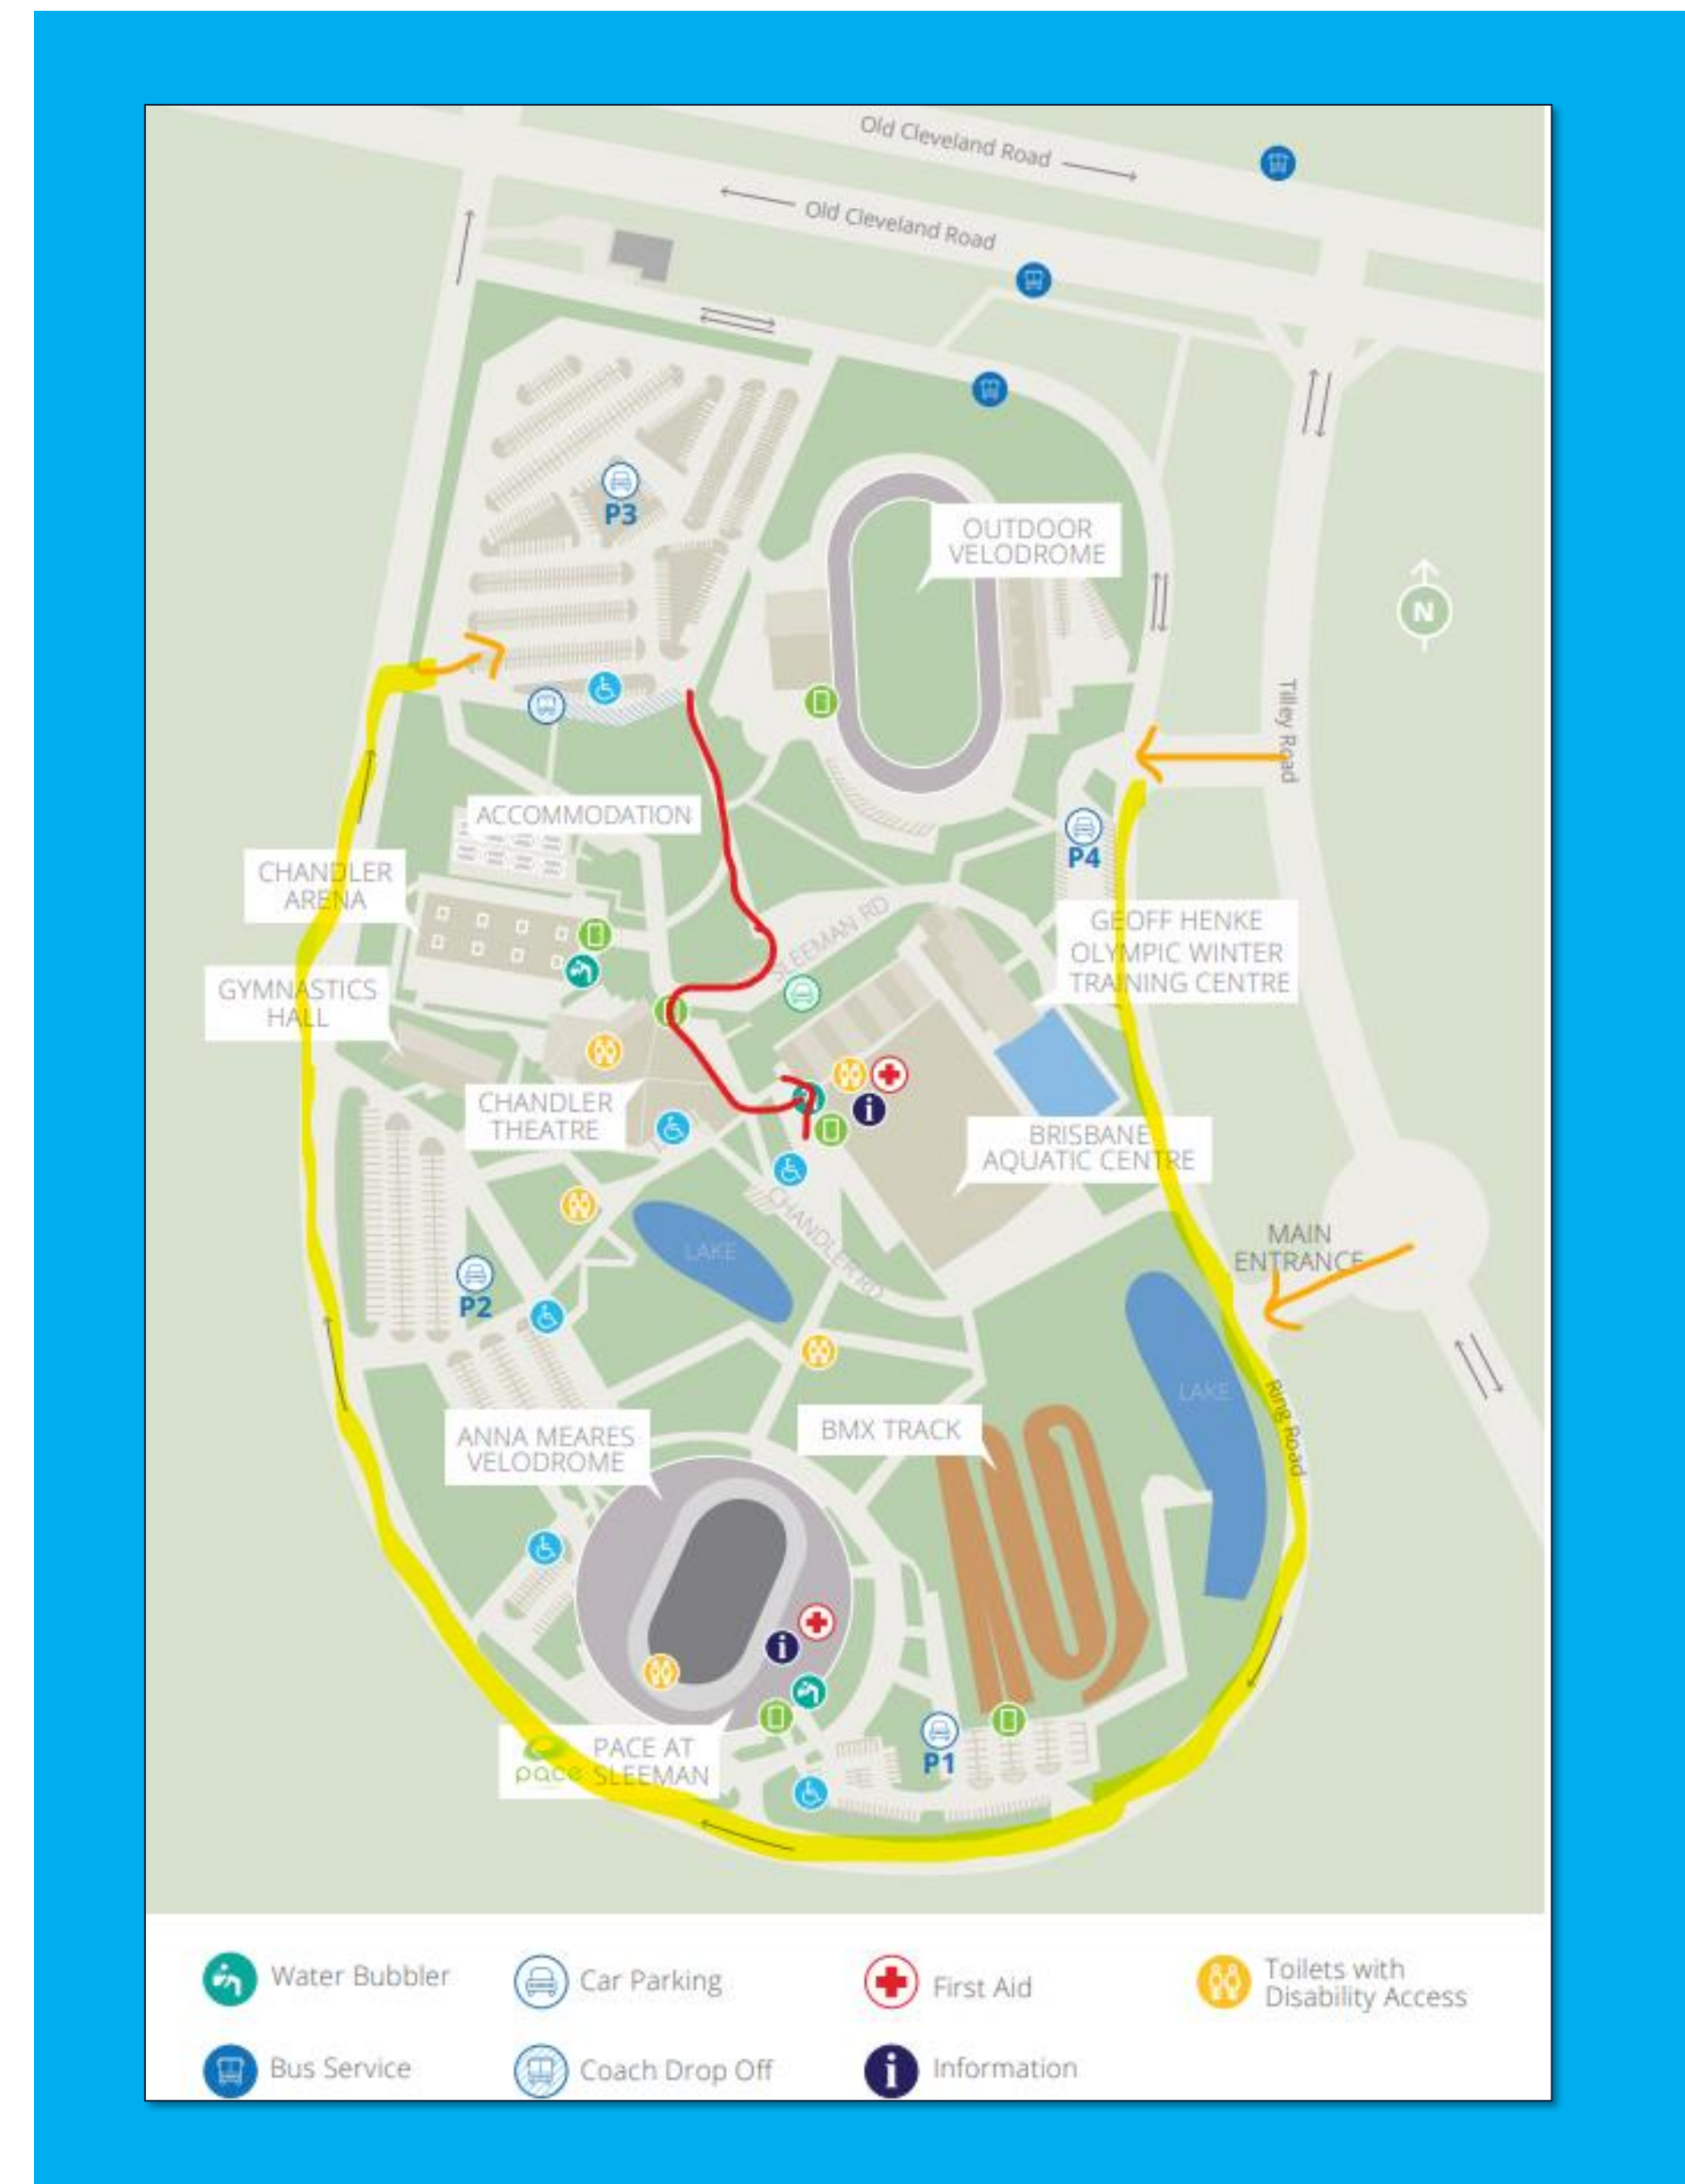 Old Cleveland Road
Old Cleveland Road
P3
OUTDOOR
VELODROME
N
Tilley Road
ACCOMMODATION
P4
CHANDLER
ARENA
SLEEMAN RD
GEOFF HENKE
OLYMPIC WINTER
TRAINING CENTRE
GYMNASTICS
HALL
CHANDLER
THEATRE
i
BRISBANE
AQUATIC CENTRE
CHANDLER RD
LAKE
MAIN
ENTRANCE
P2
LAKE
Ring Road
ANNA MEARES
VELODROME
BMX TRACK
i
pace
PACE AT
SLEEMAN
P1
Water Bubbler
Car Parking
First Aid
Toilets with
Disability Access
Bus Service
Coach Drop Off
i
Information